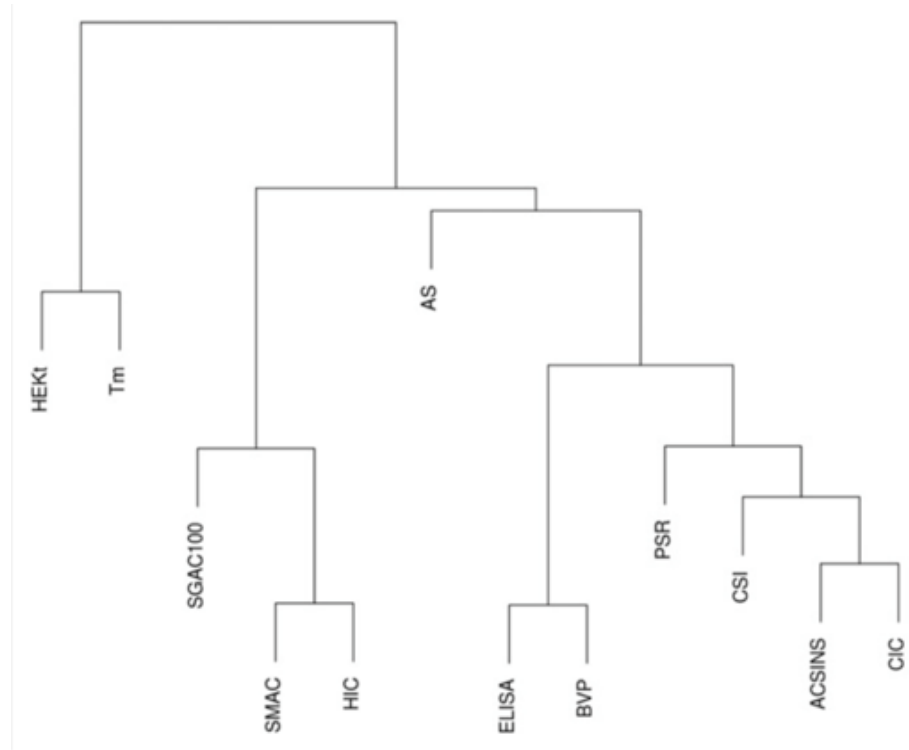 HEKt
Tm
SGAC100
SMAC
HIC
AS
ELISA
BVP
PSR
CSI
ACSINS
CIC